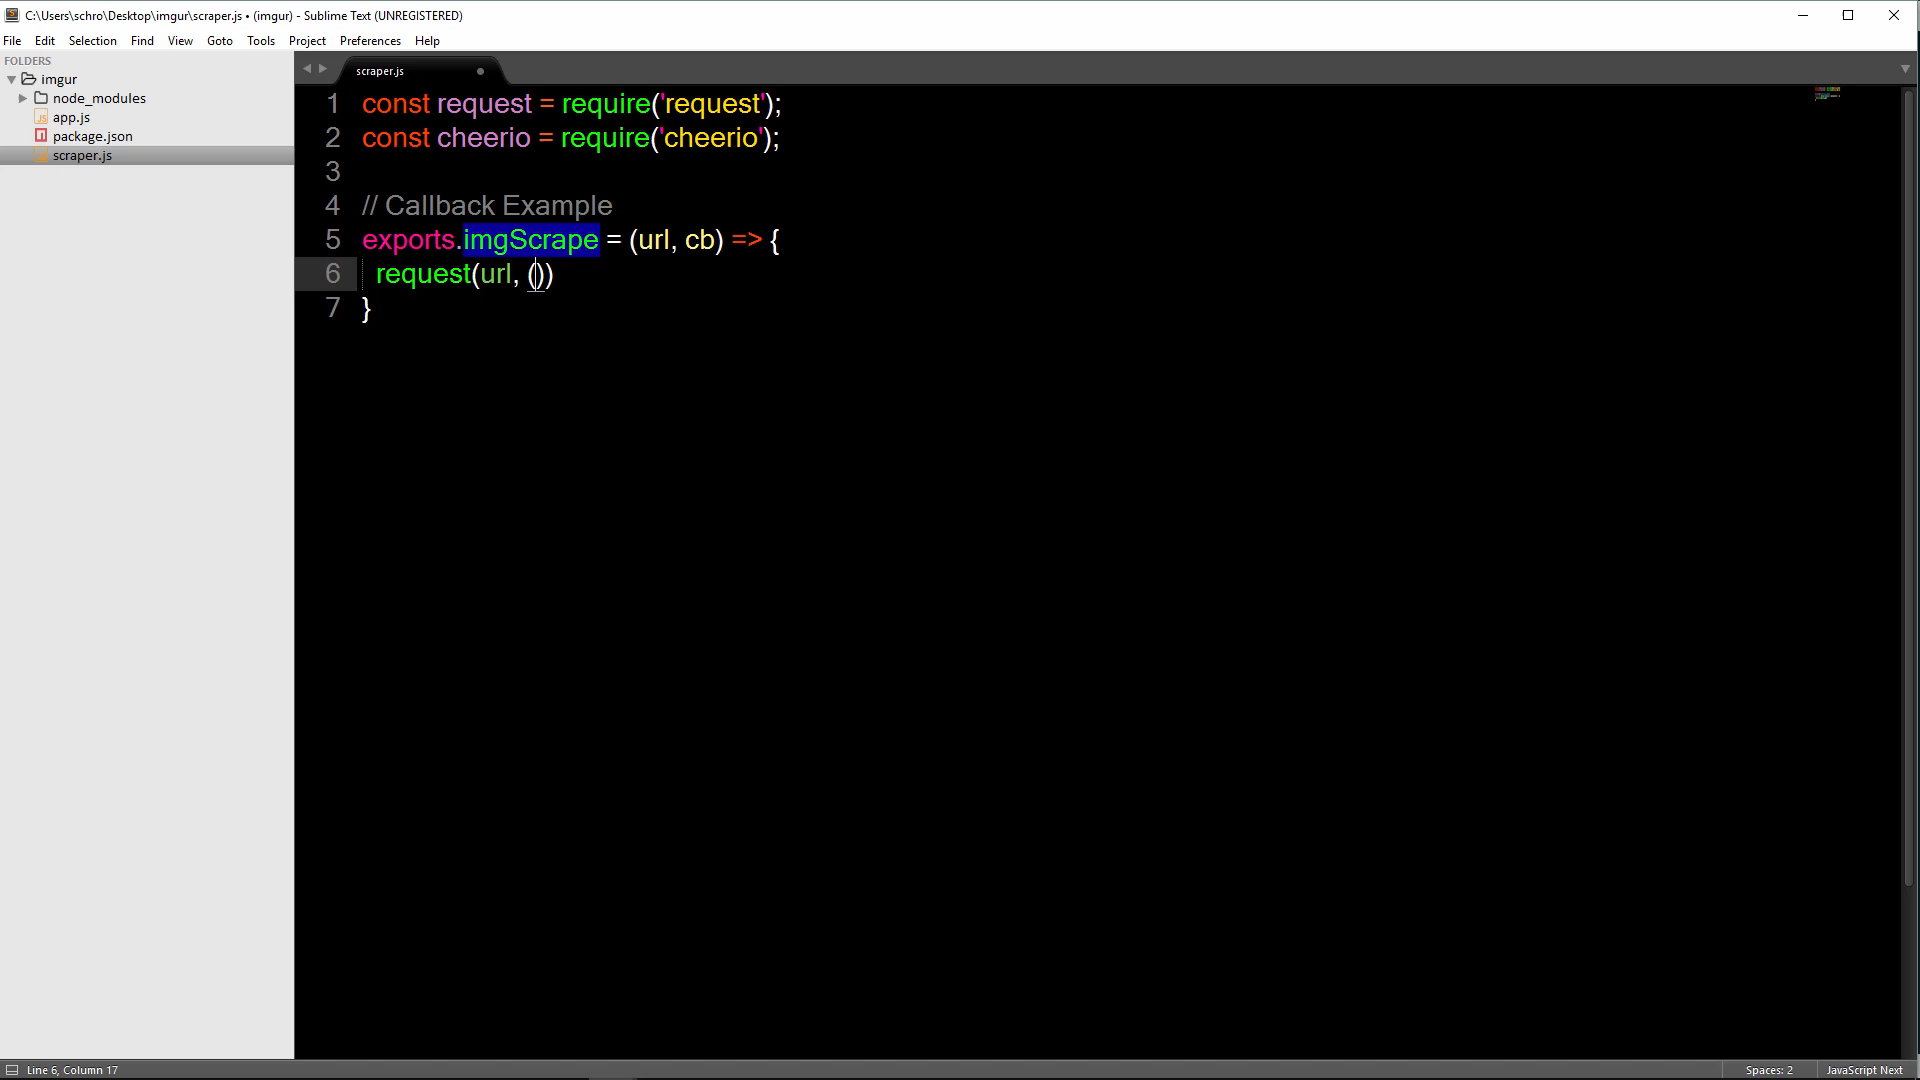 C:\Users\schro\Desktop\imgur\scraper.js • (imgur) - Sublime Text (UNREGISTERED)
File Edit Selection Find View Goto Tools Project Preferences Help
FOLDERS
imgur
node_modules
app.js
package.json
scraper.js
scraper.js
1 const request = require('request');
2 const cheerio = require('cheerio');
3
4 // Callback Example
5 exports.imgScrape = (url, cb) => {
6 request(url, ())
7 }
Line 6, Column 17
Spaces: 2
JavaScript Next